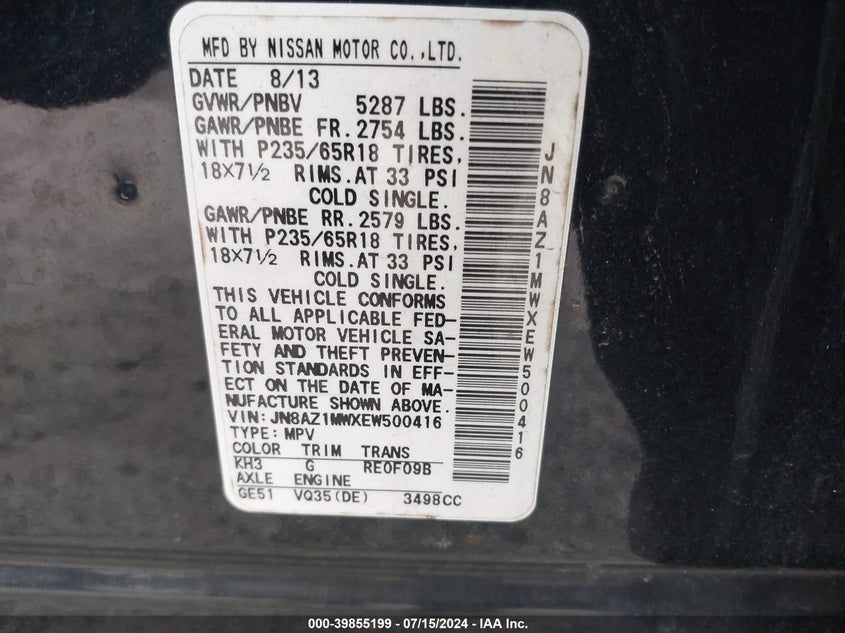 MFD BY NISSAN MOTOR CO.,LTD.
DATE 8/13
GVWR/PNBV 5287 LBS.
GAWR/PNBE FR. 2754 LBS.
WITH P235/65R18 TIRES,
18X7½ RIMS.AT 33 PSI
COLD SINGLE.
GAWR/PNBE RR. 2579 LBS.
WITH P235/65R18 TIRES,
18X7½ RIMS.AT 33 PSI
COLD SINGLE.
THIS VEHICLE CONFORMS
TO ALL APPLICABLE FED-
ERAL MOTOR VEHICLE SA-
FETY AND THEFT PREVEN-
TION STANDARDS IN EFF-
ECT ON THE DATE OF MA-
NUFACTURE SHOWN ABOVE.
VIN: JN8AZ1MWXEW500416
TYPE: MPV
COLOR TRIM TRANS
KH3 G RE0F09B
AXLE ENGINE
GE51 VQ35(DE) 3498CC
JN8AZ1MWXEW500416
000-39855199 - 07/15/2024 - IAA Inc.